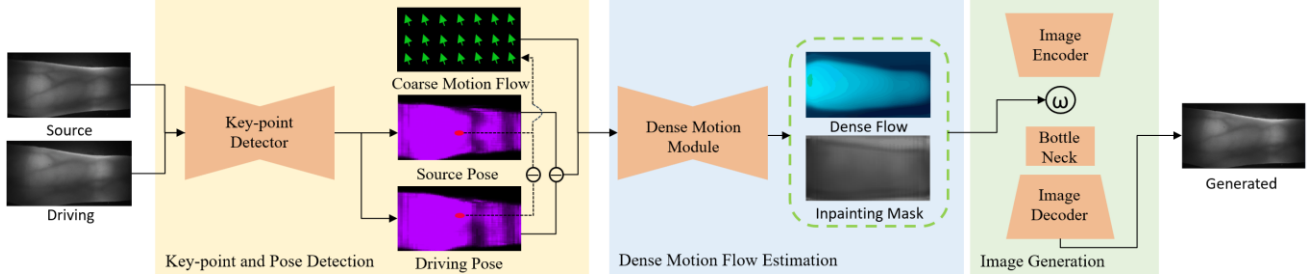 Source
Driving
Key-point
Detector
Coarse Motion Flow
Source Pose
Driving Pose
Key-point and Pose Detection
Dense Motion
Module
Dense Flow
Inpainting Mask
Dense Motion Flow Estimation
Image
Encoder
ω
Bottle
Neck
Image
Decoder
Image Generation
Generated